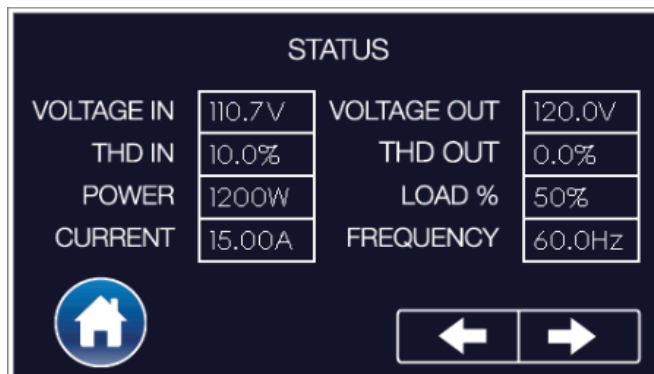 STATUS
VOLTAGE IN 110.7V VOLTAGE OUT 120.0V
THD IN 10.0% THD OUT 0.0%
POWER 1200W LOAD % 50%
CURRENT 15.00A FREQUENCY 60.0Hz